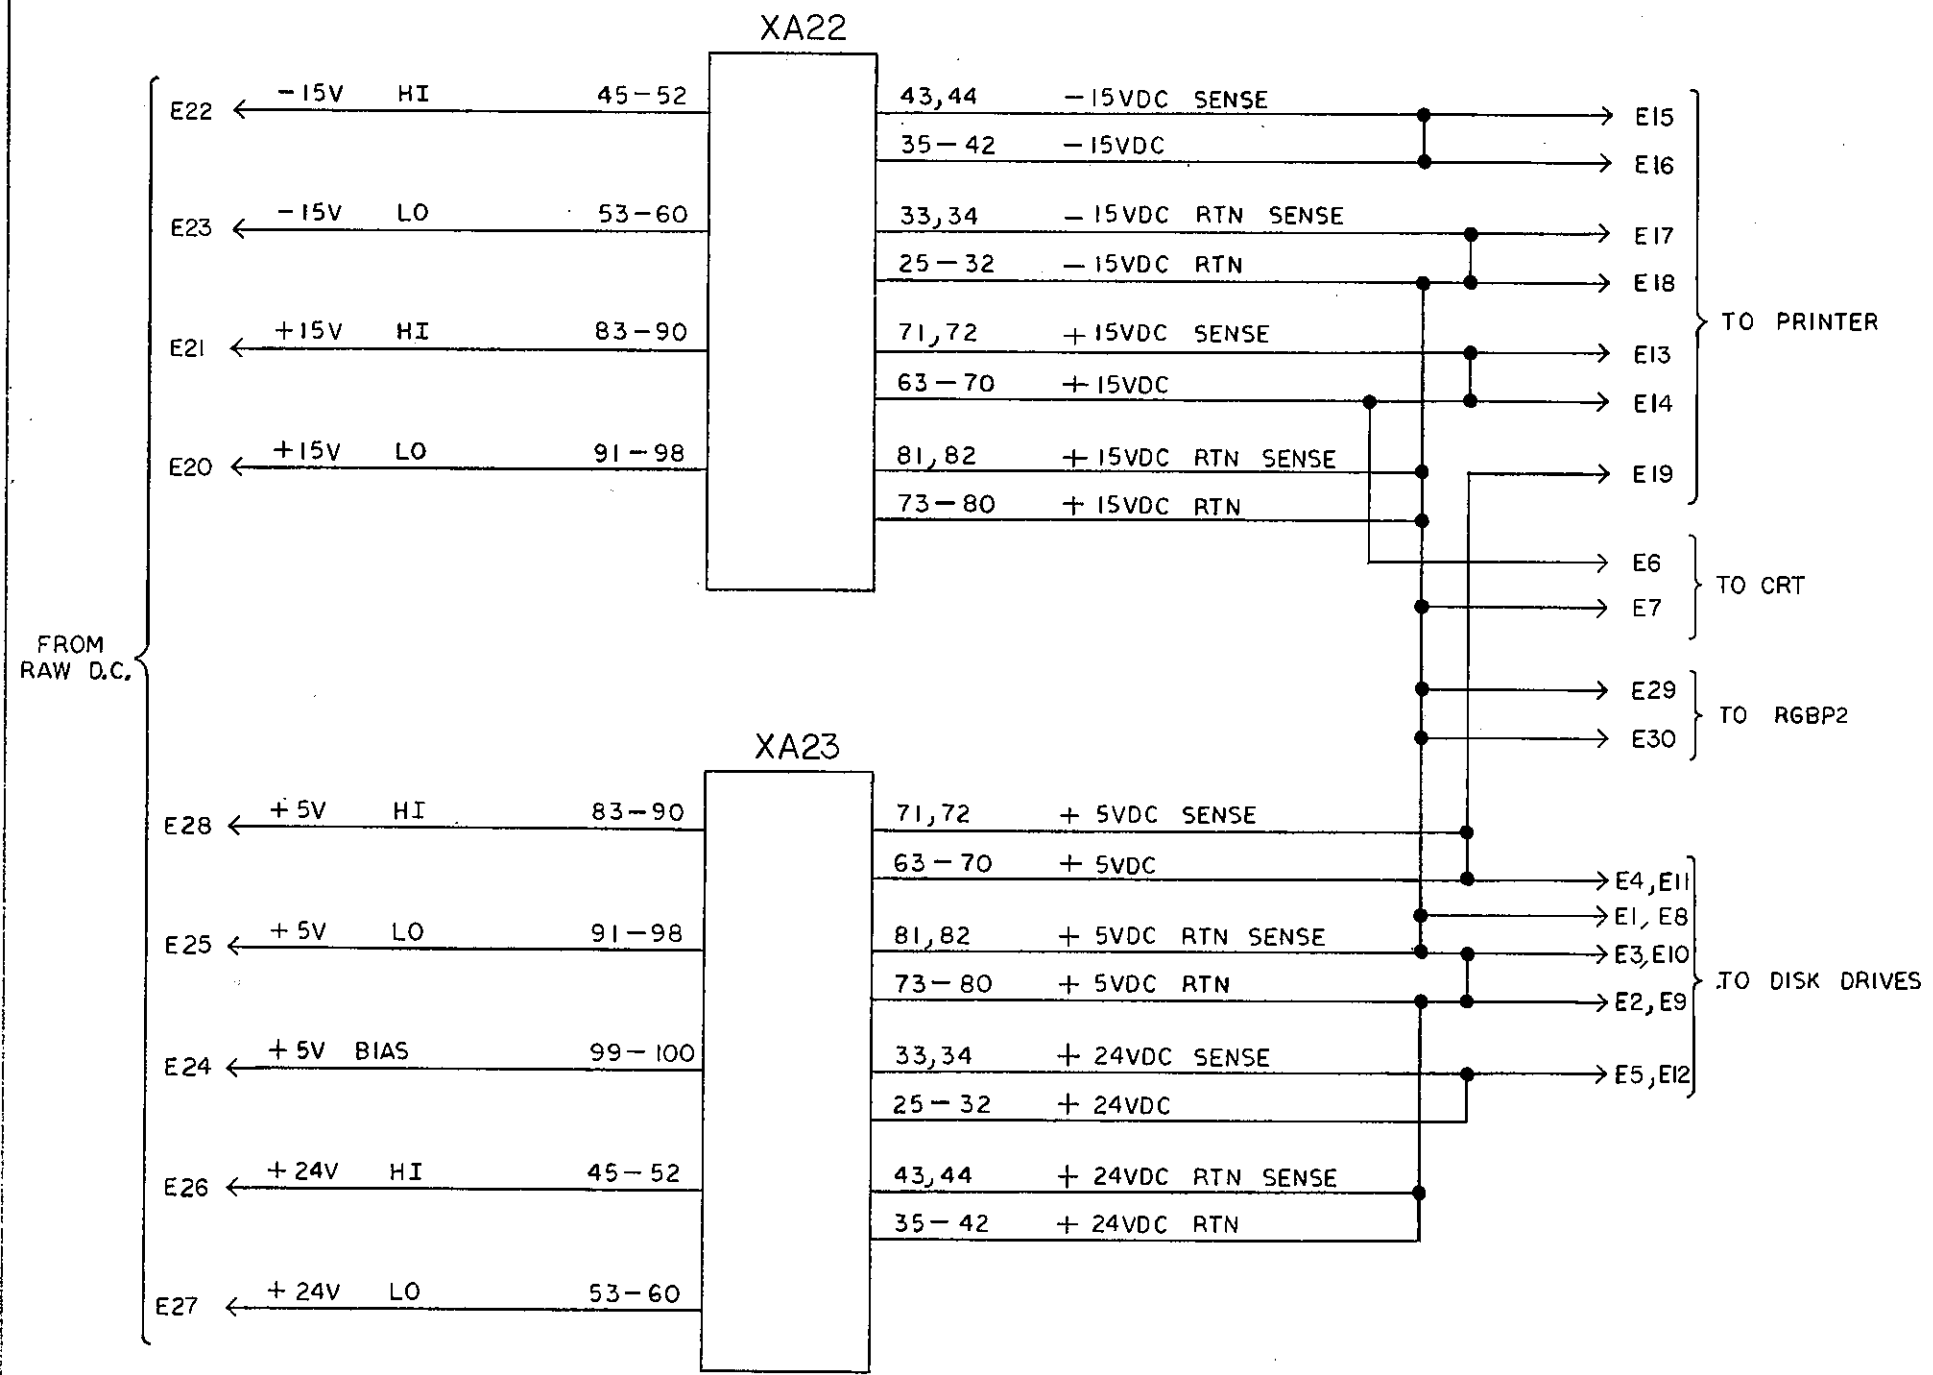 XA22
E22 -15V HI 45-52
43,44 -15VDC SENSE E15
35-42 -15VDC E16
E23 -15V LO 53-60
33,34 -15VDC RTN SENSE E17
25-32 -15VDC RTN E18
TO PRINTER
E21 +15V HI 83-90
71,72 +15VDC SENSE E13
63-70 +15VDC E14
E20 +15V LO 91-98
81,82 +15VDC RTN SENSE E19
73-80 +15VDC RTN
E6
TO CRT
E7
FROM
RAW D.C.
E29
TO RGBP2
E30
XA23
E28 +5V HI 83-90
71,72 +5VDC SENSE
63-70 +5VDC E4,E11
E1,E8
E25 +5V LO 91-98
81,82 +5VDC RTN SENSE E3,E10
TO DISK DRIVES
73-80 +5VDC RTN E2,E9
E24 +5V BIAS 99-100
33,34 +24VDC SENSE E5,E12
25-32 +24VDC
E26 +24V HI 45-52
43,44 +24VDC RTN SENSE
35-42 +24VDC RTN
E27 +24V LO 53-60